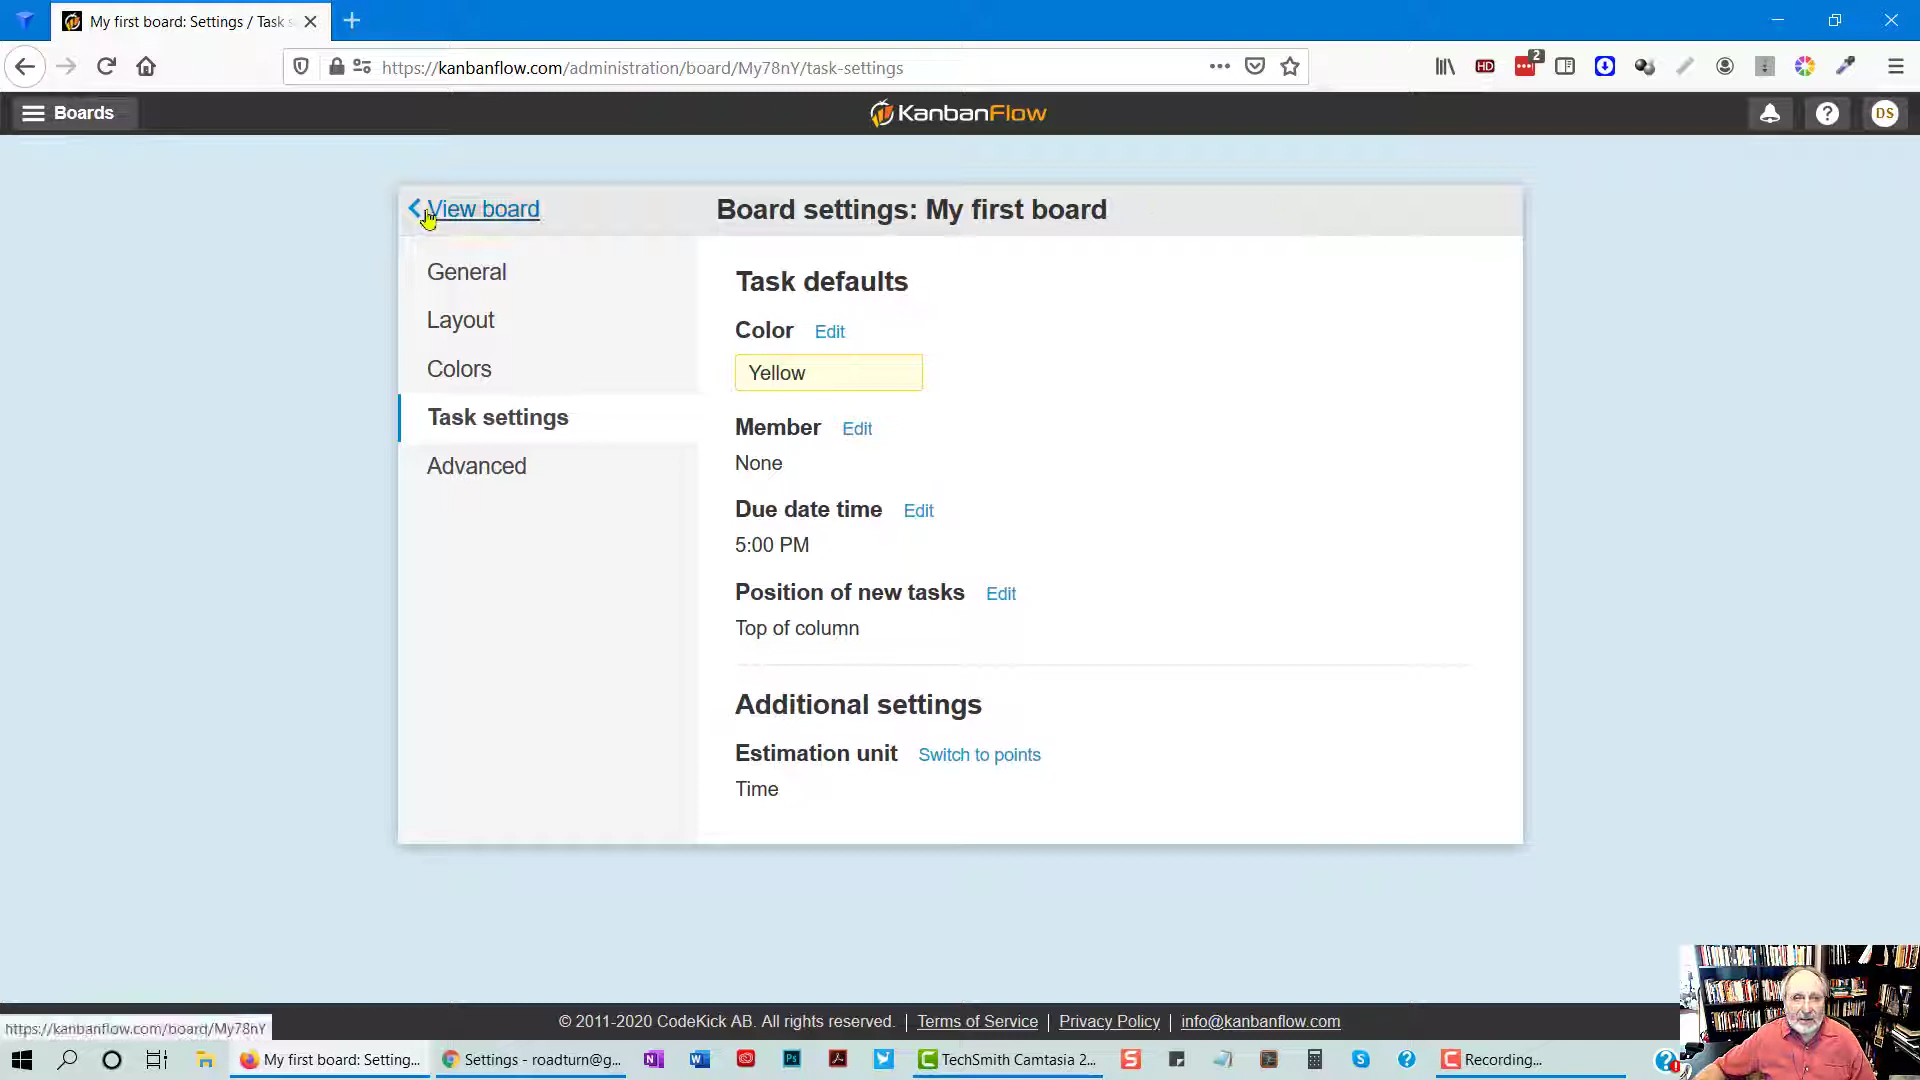 My first board: Settings / Task s
https://kanbanflow.com/administration/board/My78nY/task-settings
HD
2
Boards
KanbanFlow
DS
View board
Board settings: My first board
General
Layout
Colors
Task settings
Advanced
Task defaults
Color Edit
Yellow
Member Edit
None
Due date time Edit
5:00 PM
Position of new tasks Edit
Top of column
Additional settings
Estimation unit Switch to points
Time
https://kanbanflow.com/board/My78nY
© 2011-2020 CodeKick AB. All rights reserved. | Terms of Service | Privacy Policy | info@kanbanflow.com
My first board: Setting... Settings - roadturn@g... TechSmith Camtasia 2... Recording...